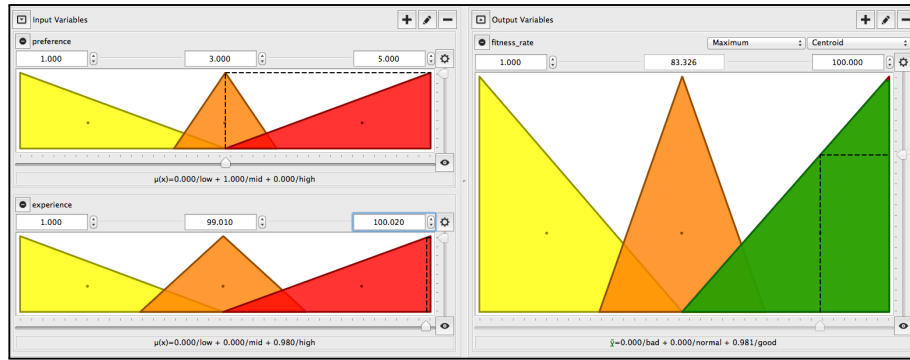 Input Variables
preference
1.000 3.000 5.000
μ(x)=0.000/low + 1.000/mid + 0.000/high
experience
1.000 99.010 100.020
μ(x)=0.000/low + 0.000/mid + 0.980/high
Output Variables
fitness_rate Maximum Centroid
1.000 83.326 100.000
ỹ=0.000/bad + 0.000/normal + 0.981/good